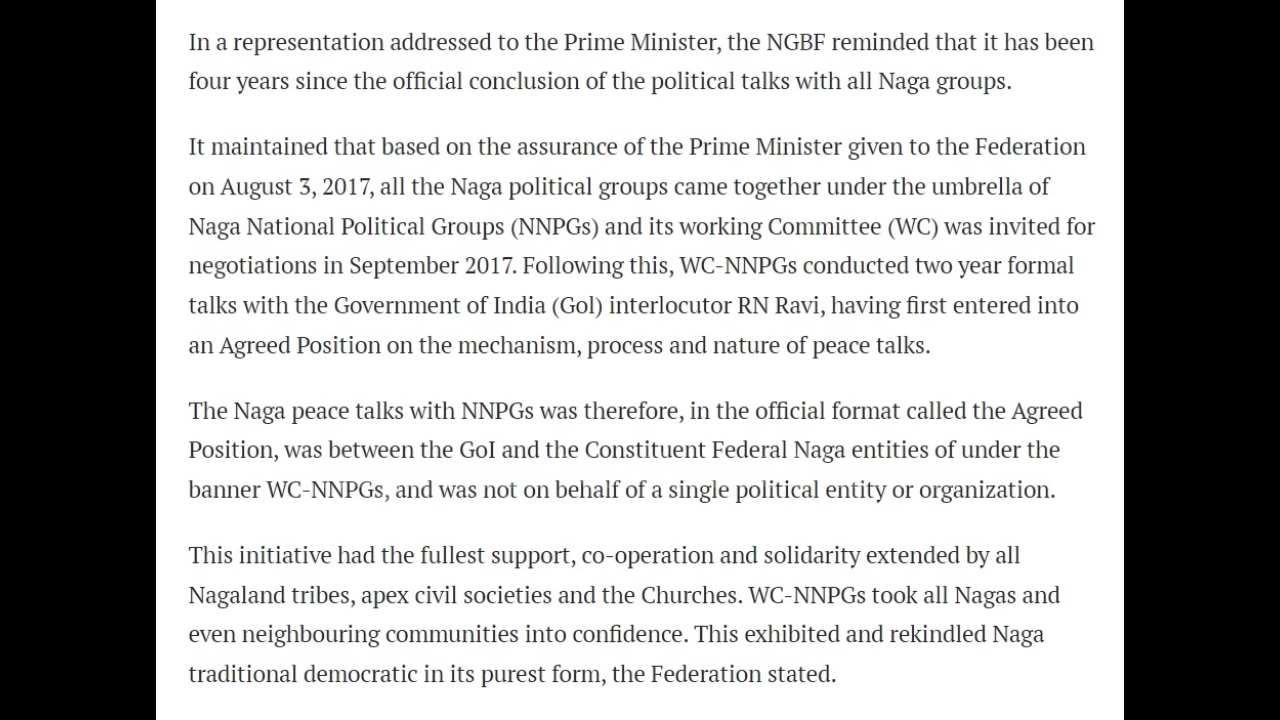 In a representation addressed to the Prime Minister, the NGBF reminded that it has been
four years since the official conclusion of the political talks with all Naga groups.
It maintained that based on the assurance of the Prime Minister given to the Federation
on August 3, 2017, all the Naga political groups came together under the umbrella of
Naga National Political Groups (NNPGs) and its working Committee (WC) was invited for
negotiations in September 2017. Following this, WC-NNPGs conducted two year formal
talks with the Government of India (Gol) interlocutor RN Ravi, having first entered into
an Agreed Position on the mechanism, process and nature of peace talks.
The Naga peace talks with NNPGs was therefore, in the official format called the Agreed
Position, was between the GoI and the Constituent Federal Naga entities of under the
banner WC-NNPGs, and was not on behalf of a single political entity or organization.
This initiative had the fullest support, co-operation and solidarity extended by all
Nagaland tribes, apex civil societies and the Churches. WC-NNPGs took all Nagas and
even neighbouring communities into confidence. This exhibited and rekindled Naga
traditional democratic in its purest form, the Federation stated.